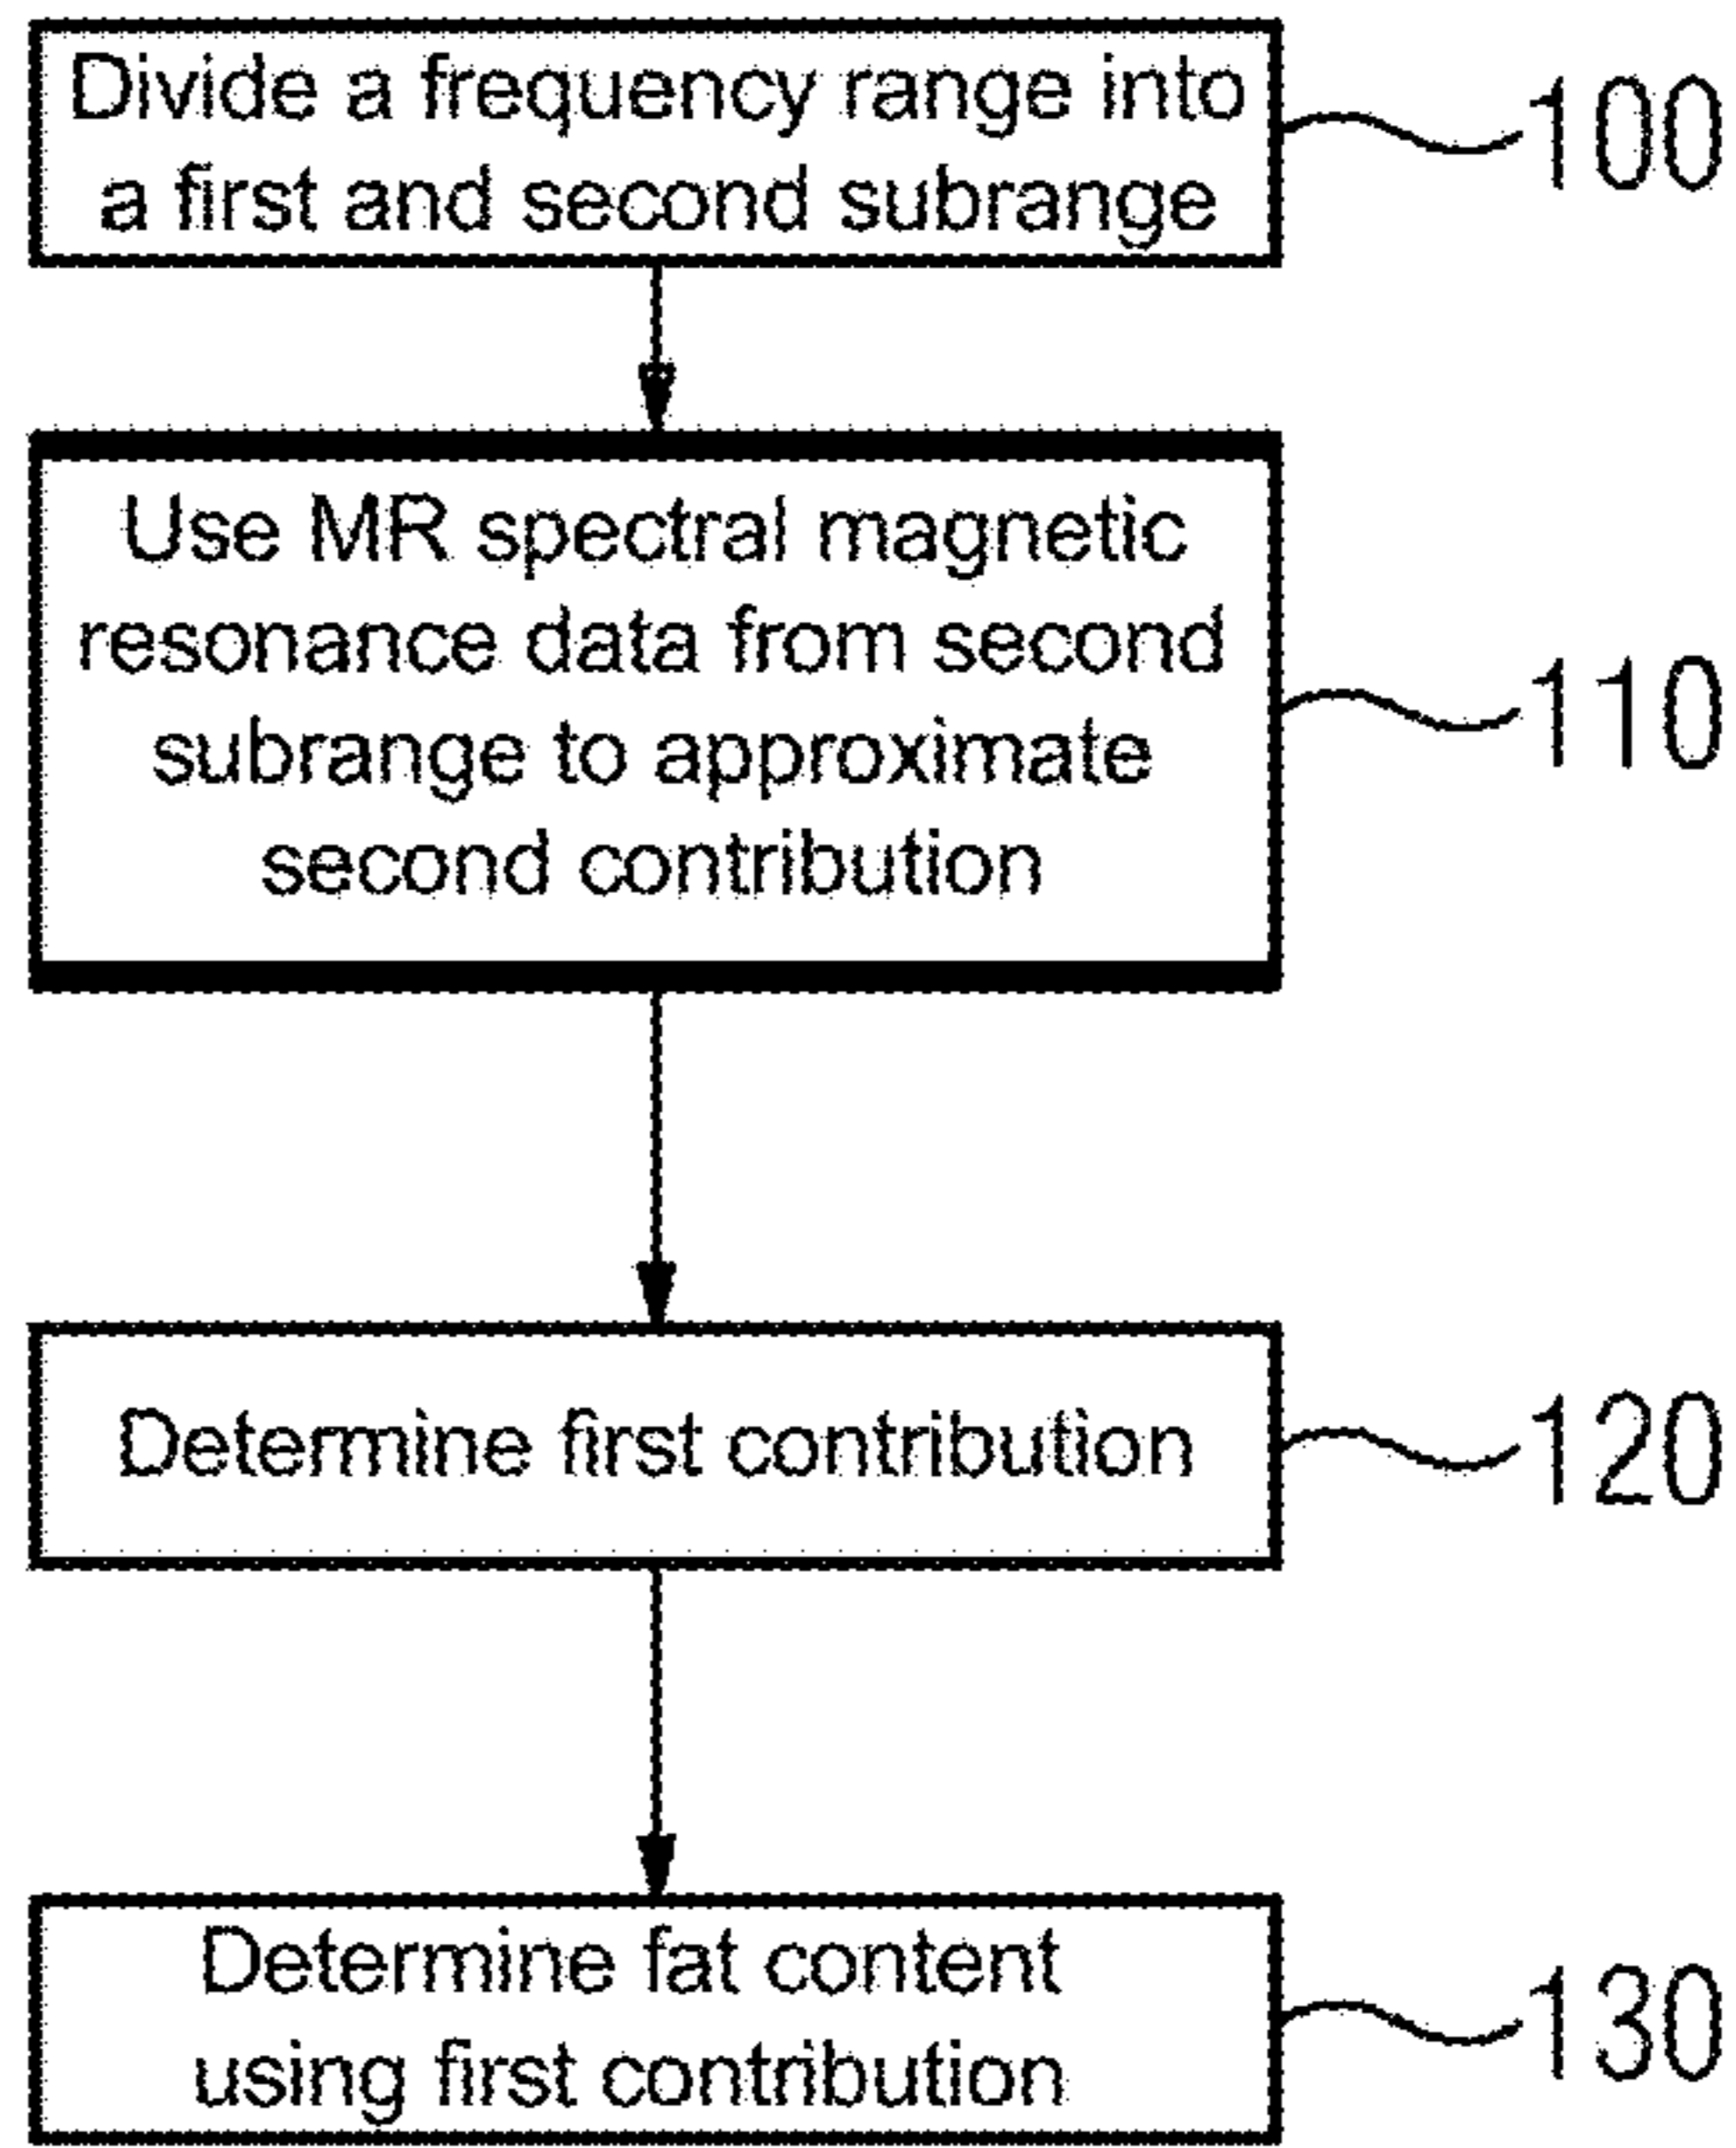 Divide a frequency range into
a first and second subrange
100
Use MR spectral magnetic
resonance data from second
subrange to approximate
second contribution
110
Determine first contribution
120
Determine fat content
using first contribution
130